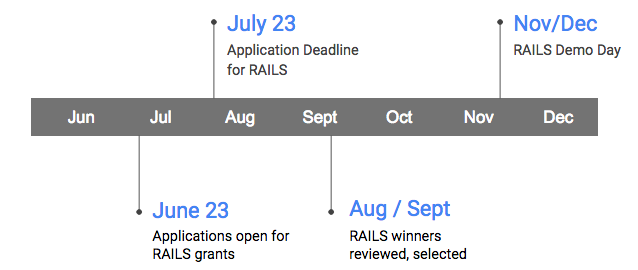 July 23
Application Deadline
for RAILS
Nov/Dec
RAILS Demo Day
Jun Jul Aug Sept Oct Nov Dec
June 23
Applications open for
RAILS grants
Aug / Sept
RAILS winners
reviewed, selected